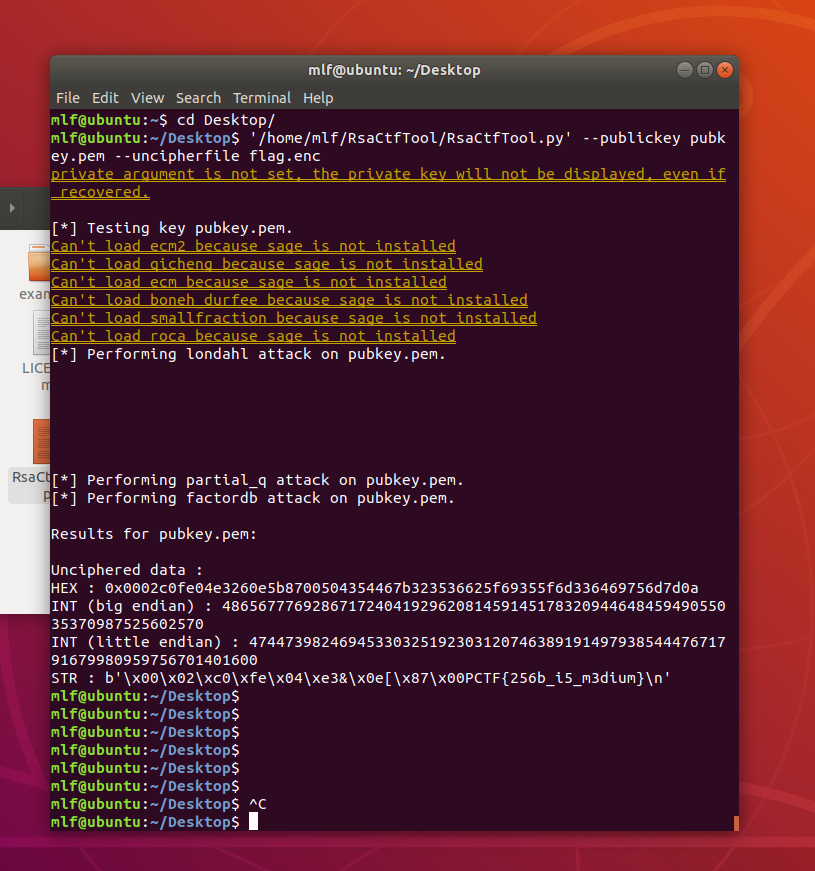 mlf@ubuntu: ~/Desktop
File Edit View Search Terminal Help
mlf@ubuntu:~$ cd Desktop/
mlf@ubuntu:~/Desktop$ '/home/mlf/RsaCtfTool/RsaCtfTool.py' --publickey pubk
ey.pem --uncipherfile flag.enc
private argument is not set, the private key will not be displayed, even if
 recovered.
[*] Testing key pubkey.pem.
Can't load ecm2 because sage is not installed
Can't load qicheng because sage is not installed
Can't load ecm because sage is not installed
Can't load boneh_durfee because sage is not installed
Can't load smallfraction because sage is not installed
Can't load roca because sage is not installed
[*] Performing londahl attack on pubkey.pem.
[*] Performing partial_q attack on pubkey.pem.
[*] Performing factordb attack on pubkey.pem.
Results for pubkey.pem:
Unciphered data :
HEX : 0x0002c0fe04e3260e5b8700504354467b323536625f69355f6d336469756d7d0a
INT (big endian) : 48656777692867172404192962081459145178320944648459490550
35370987525602570
INT (little endian) : 47447398246945330325192303120746389191497938544476717
91679980959756701401600
STR : b'\x00\x02\xc0\xfe\x04\xe3&\x0e[\x87\x00PCTF{256b_i5_m3dium}\n'
mlf@ubuntu:~/Desktop$
mlf@ubuntu:~/Desktop$
mlf@ubuntu:~/Desktop$
mlf@ubuntu:~/Desktop$
mlf@ubuntu:~/Desktop$
mlf@ubuntu:~/Desktop$
mlf@ubuntu:~/Desktop$ ^C
mlf@ubuntu:~/Desktop$
exan
LICE
m
RsaCt
p